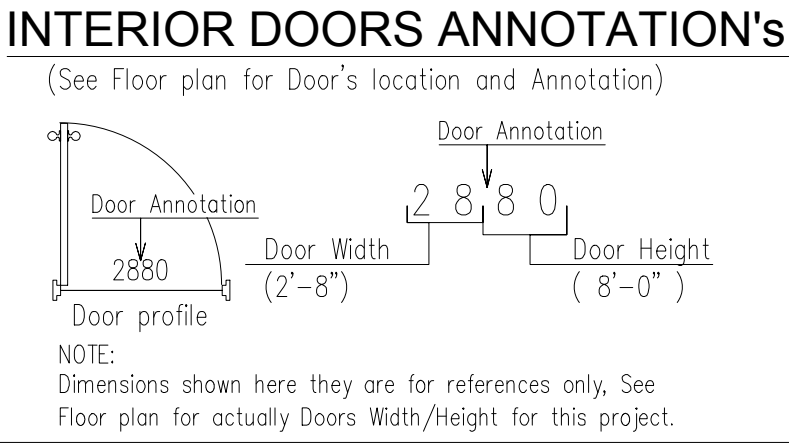 INTERIOR DOORS ANNOTATION's
(See Floor plan for Door's location and Annotation)
Door Annotation
2880
Door profile
Door Annotation
2 8 8 0
Door Width
(2'-8")
Door Height
( 8'-0" )
NOTE:
Dimensions shown here they are for references only, See
Floor plan for actually Doors Width/Height for this project.